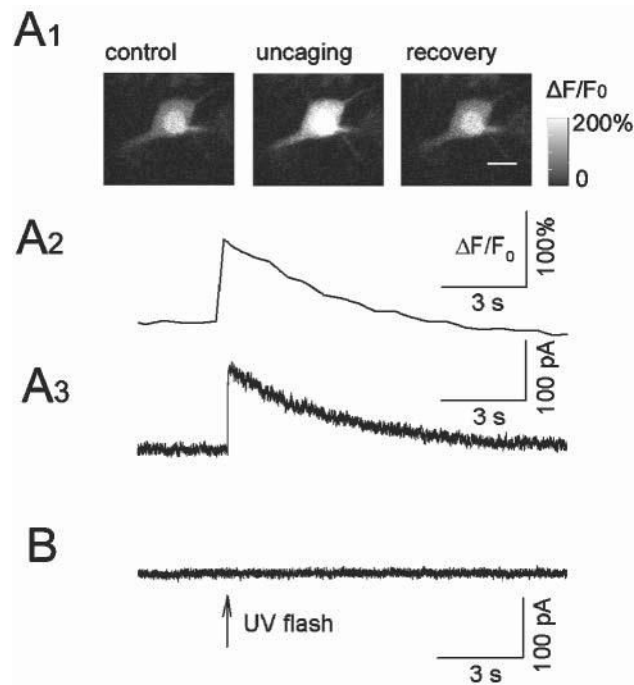 A1
control uncaging recovery
ΔF/F0
200%
0
A2
ΔF/F0
100%
3 s
A3
100 pA
3 s
B
UV flash
100 pA
3 s